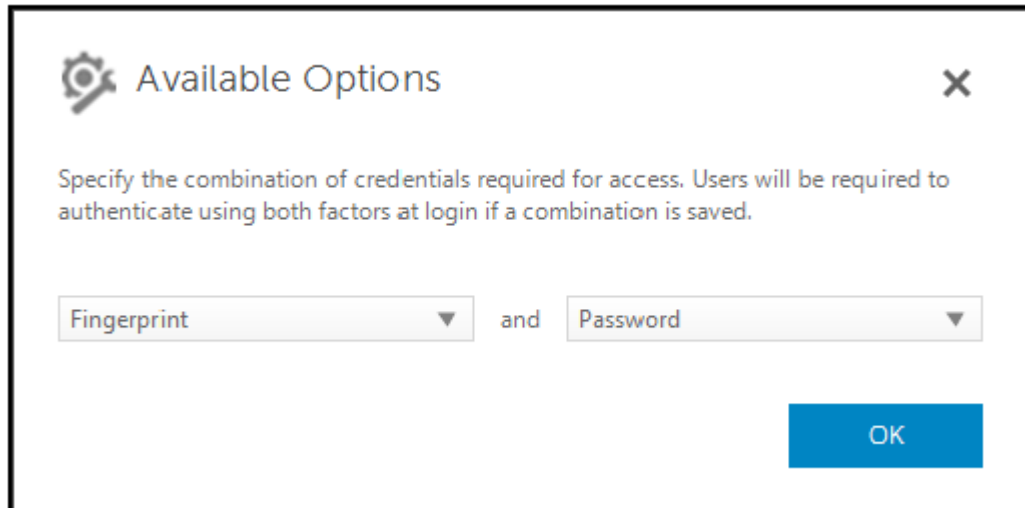 Available Options
Specify the combination of credentials required for access. Users will be required to
authenticate using both factors at login if a combination is saved.
Fingerprint and Password
OK